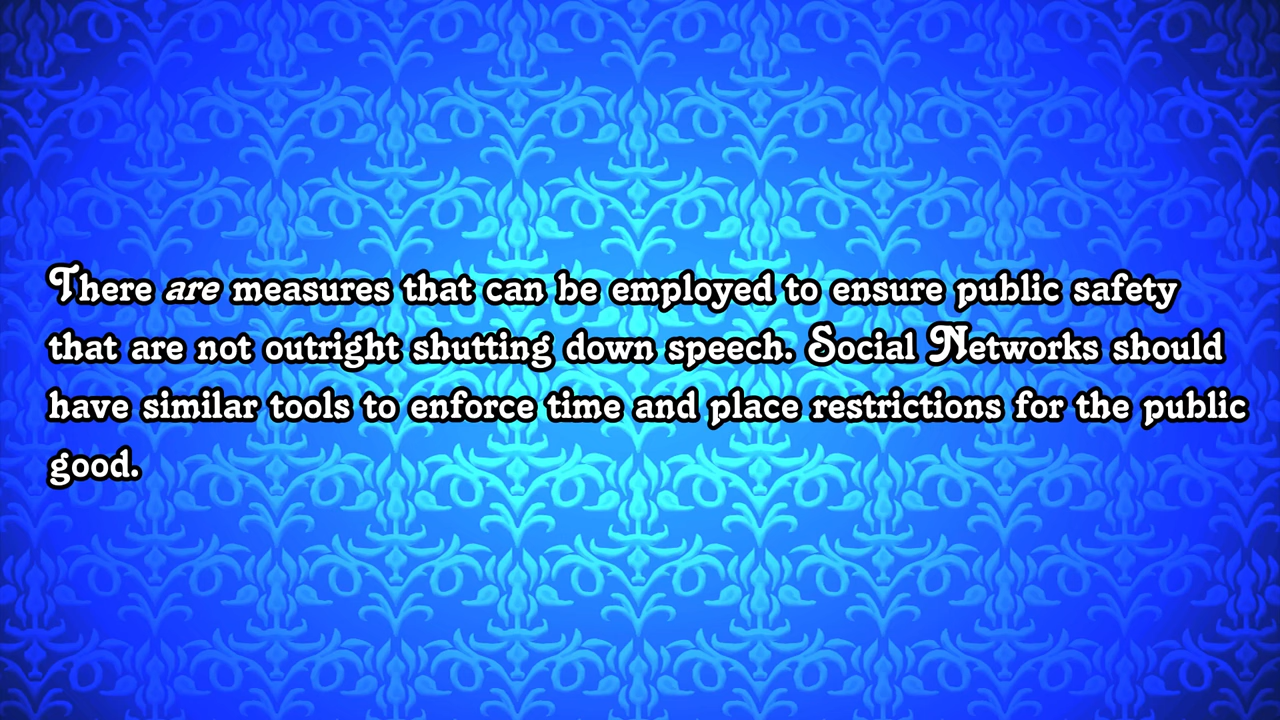 There are measures that can be employed to ensure public safety
that are not outright shutting down speech. Social Networks should
have similar tools to enforce time and place restrictions for the public
good.